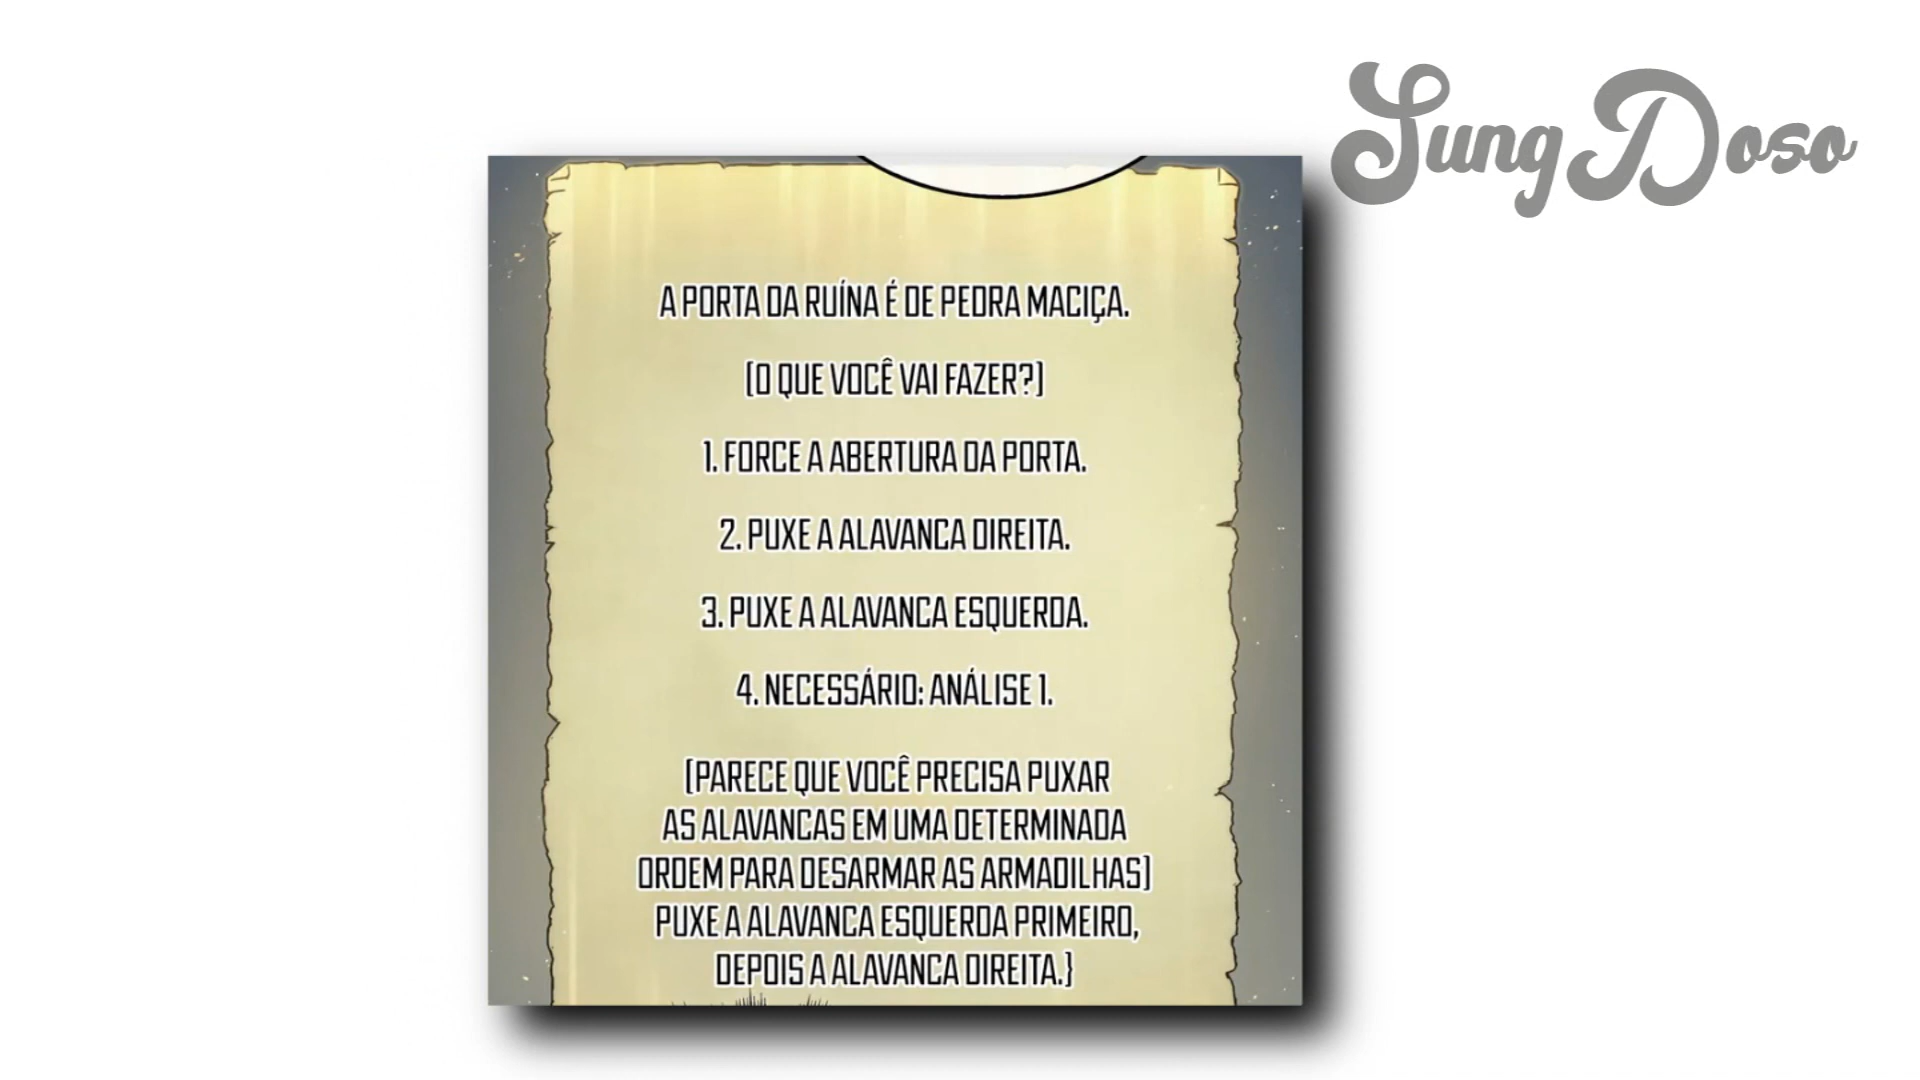 Sung Doso
A PORTA DA RUÍNA É DE PEDRA MACIÇA.
[O QUE VOCÊ VAI FAZER?]
1. FORCE A ABERTURA DA PORTA.
2. PUXE A ALAVANCA DIREITA.
3. PUXE A ALAVANCA ESQUERDA.
4. NECESSÁRIO: ANÁLISE 1.
[PARECE QUE VOCÊ PRECISA PUXAR
AS ALAVANCAS EM UMA DETERMINADA
ORDEM PARA DESARMAR AS ARMADILHAS]
PUXE A ALAVANCA ESQUERDA PRIMEIRO,
DEPOIS A ALAVANCA DIREITA.}